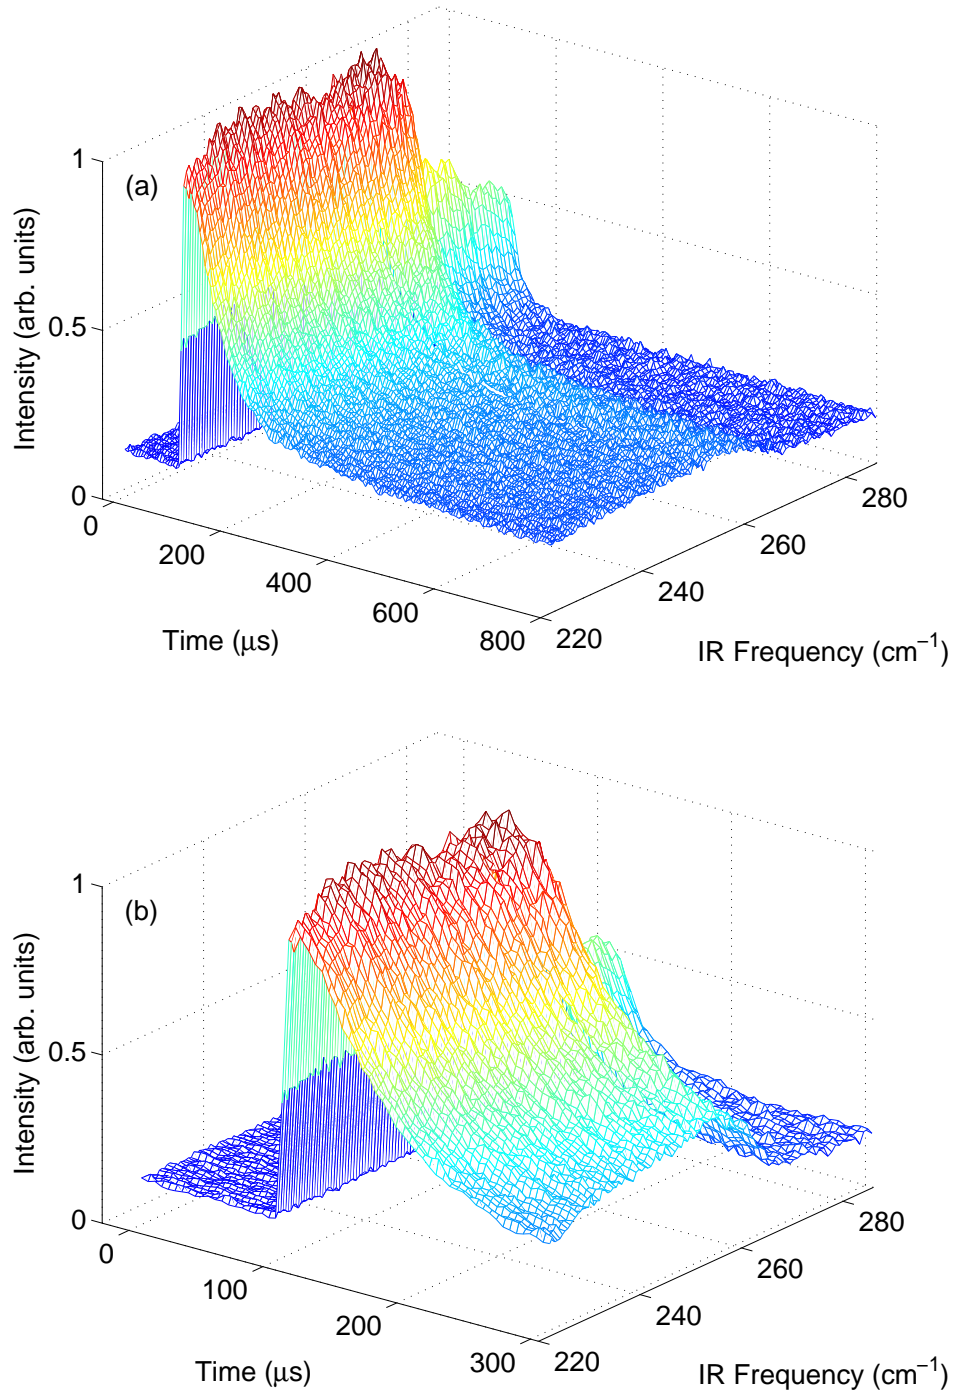 1
(a)
Intensity (arb. units)
0.5
0
0
200
400
600
800
220
240
260
280
Time (μs)
IR Frequency (cm⁻¹)
1
(b)
Intensity (arb. units)
0.5
0
0
100
200
300
220
240
260
280
Time (μs)
IR Frequency (cm⁻¹)